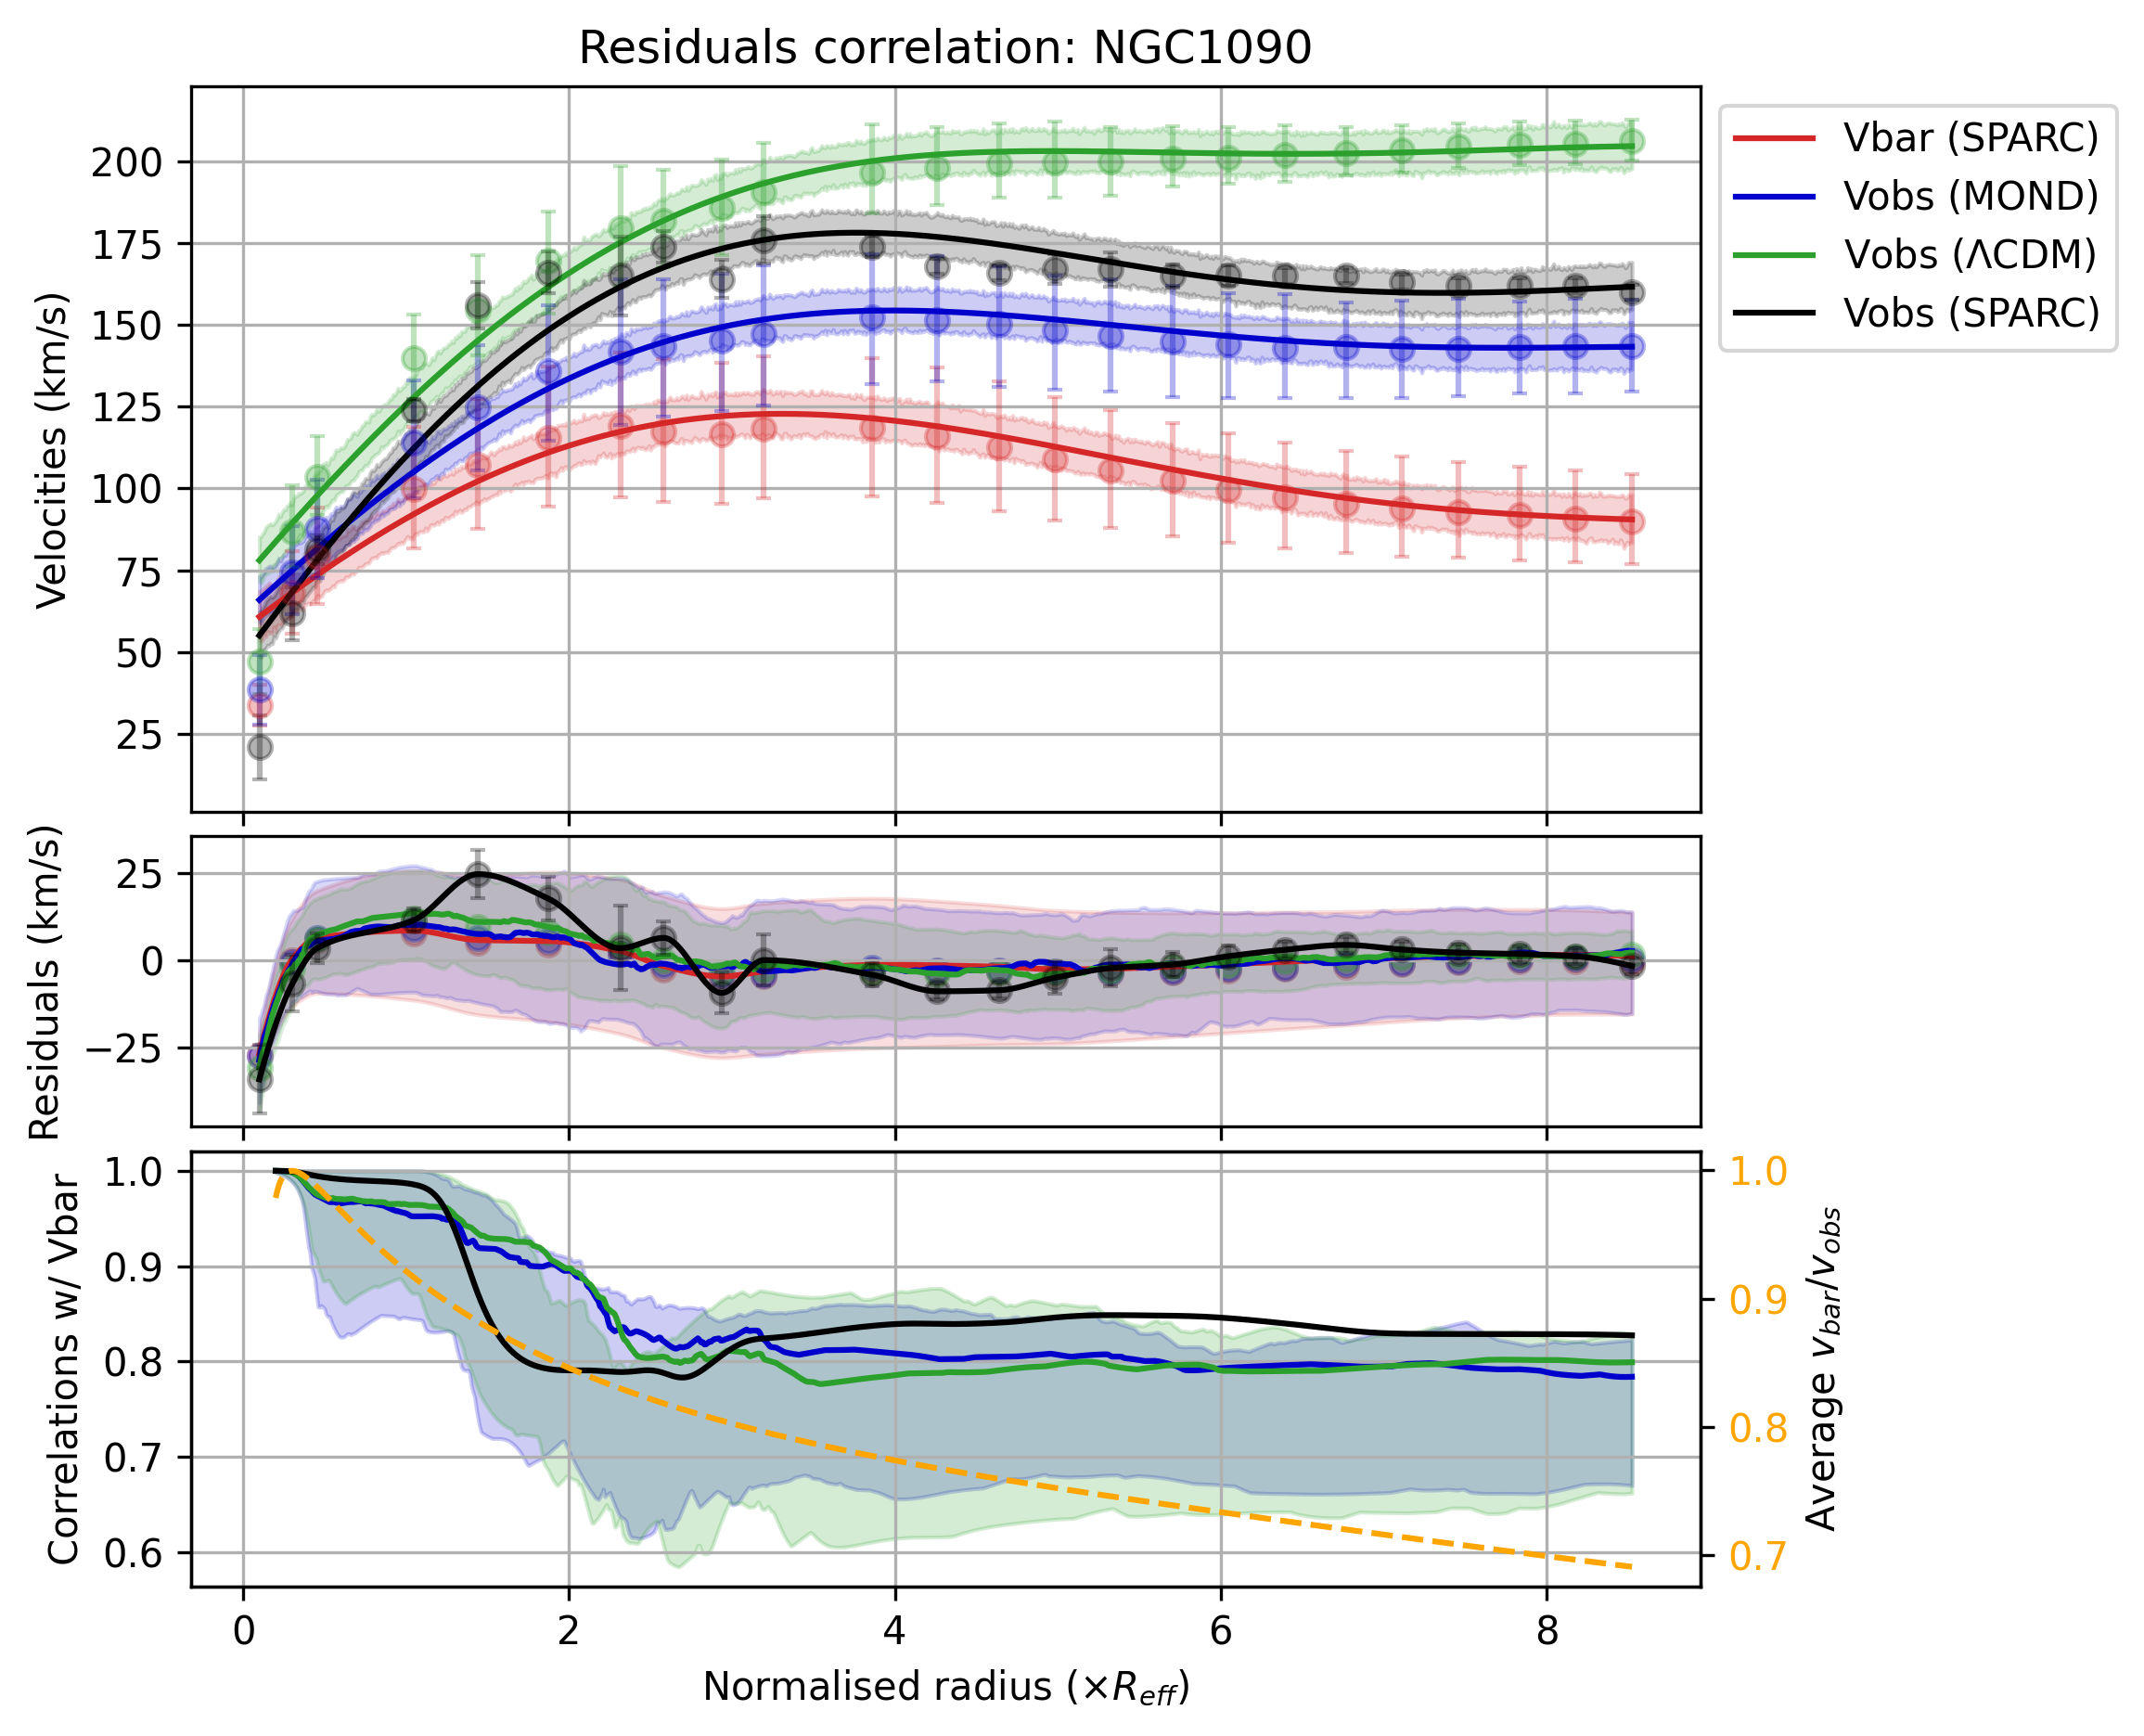 Residuals correlation: NGC1090
Velocities (km/s)
200
175
150
125
100
75
50
25
Vbar (SPARC)
Vobs (MOND)
Vobs (ΛCDM)
Vobs (SPARC)
Residuals (km/s)
25
0
−25
Correlations w/ Vbar
1.0
0.9
0.8
0.7
0.6
1.0
0.9
0.8
0.7
Average v_bar/v_obs
0 2 4 6 8
Normalised radius (×R_eff)